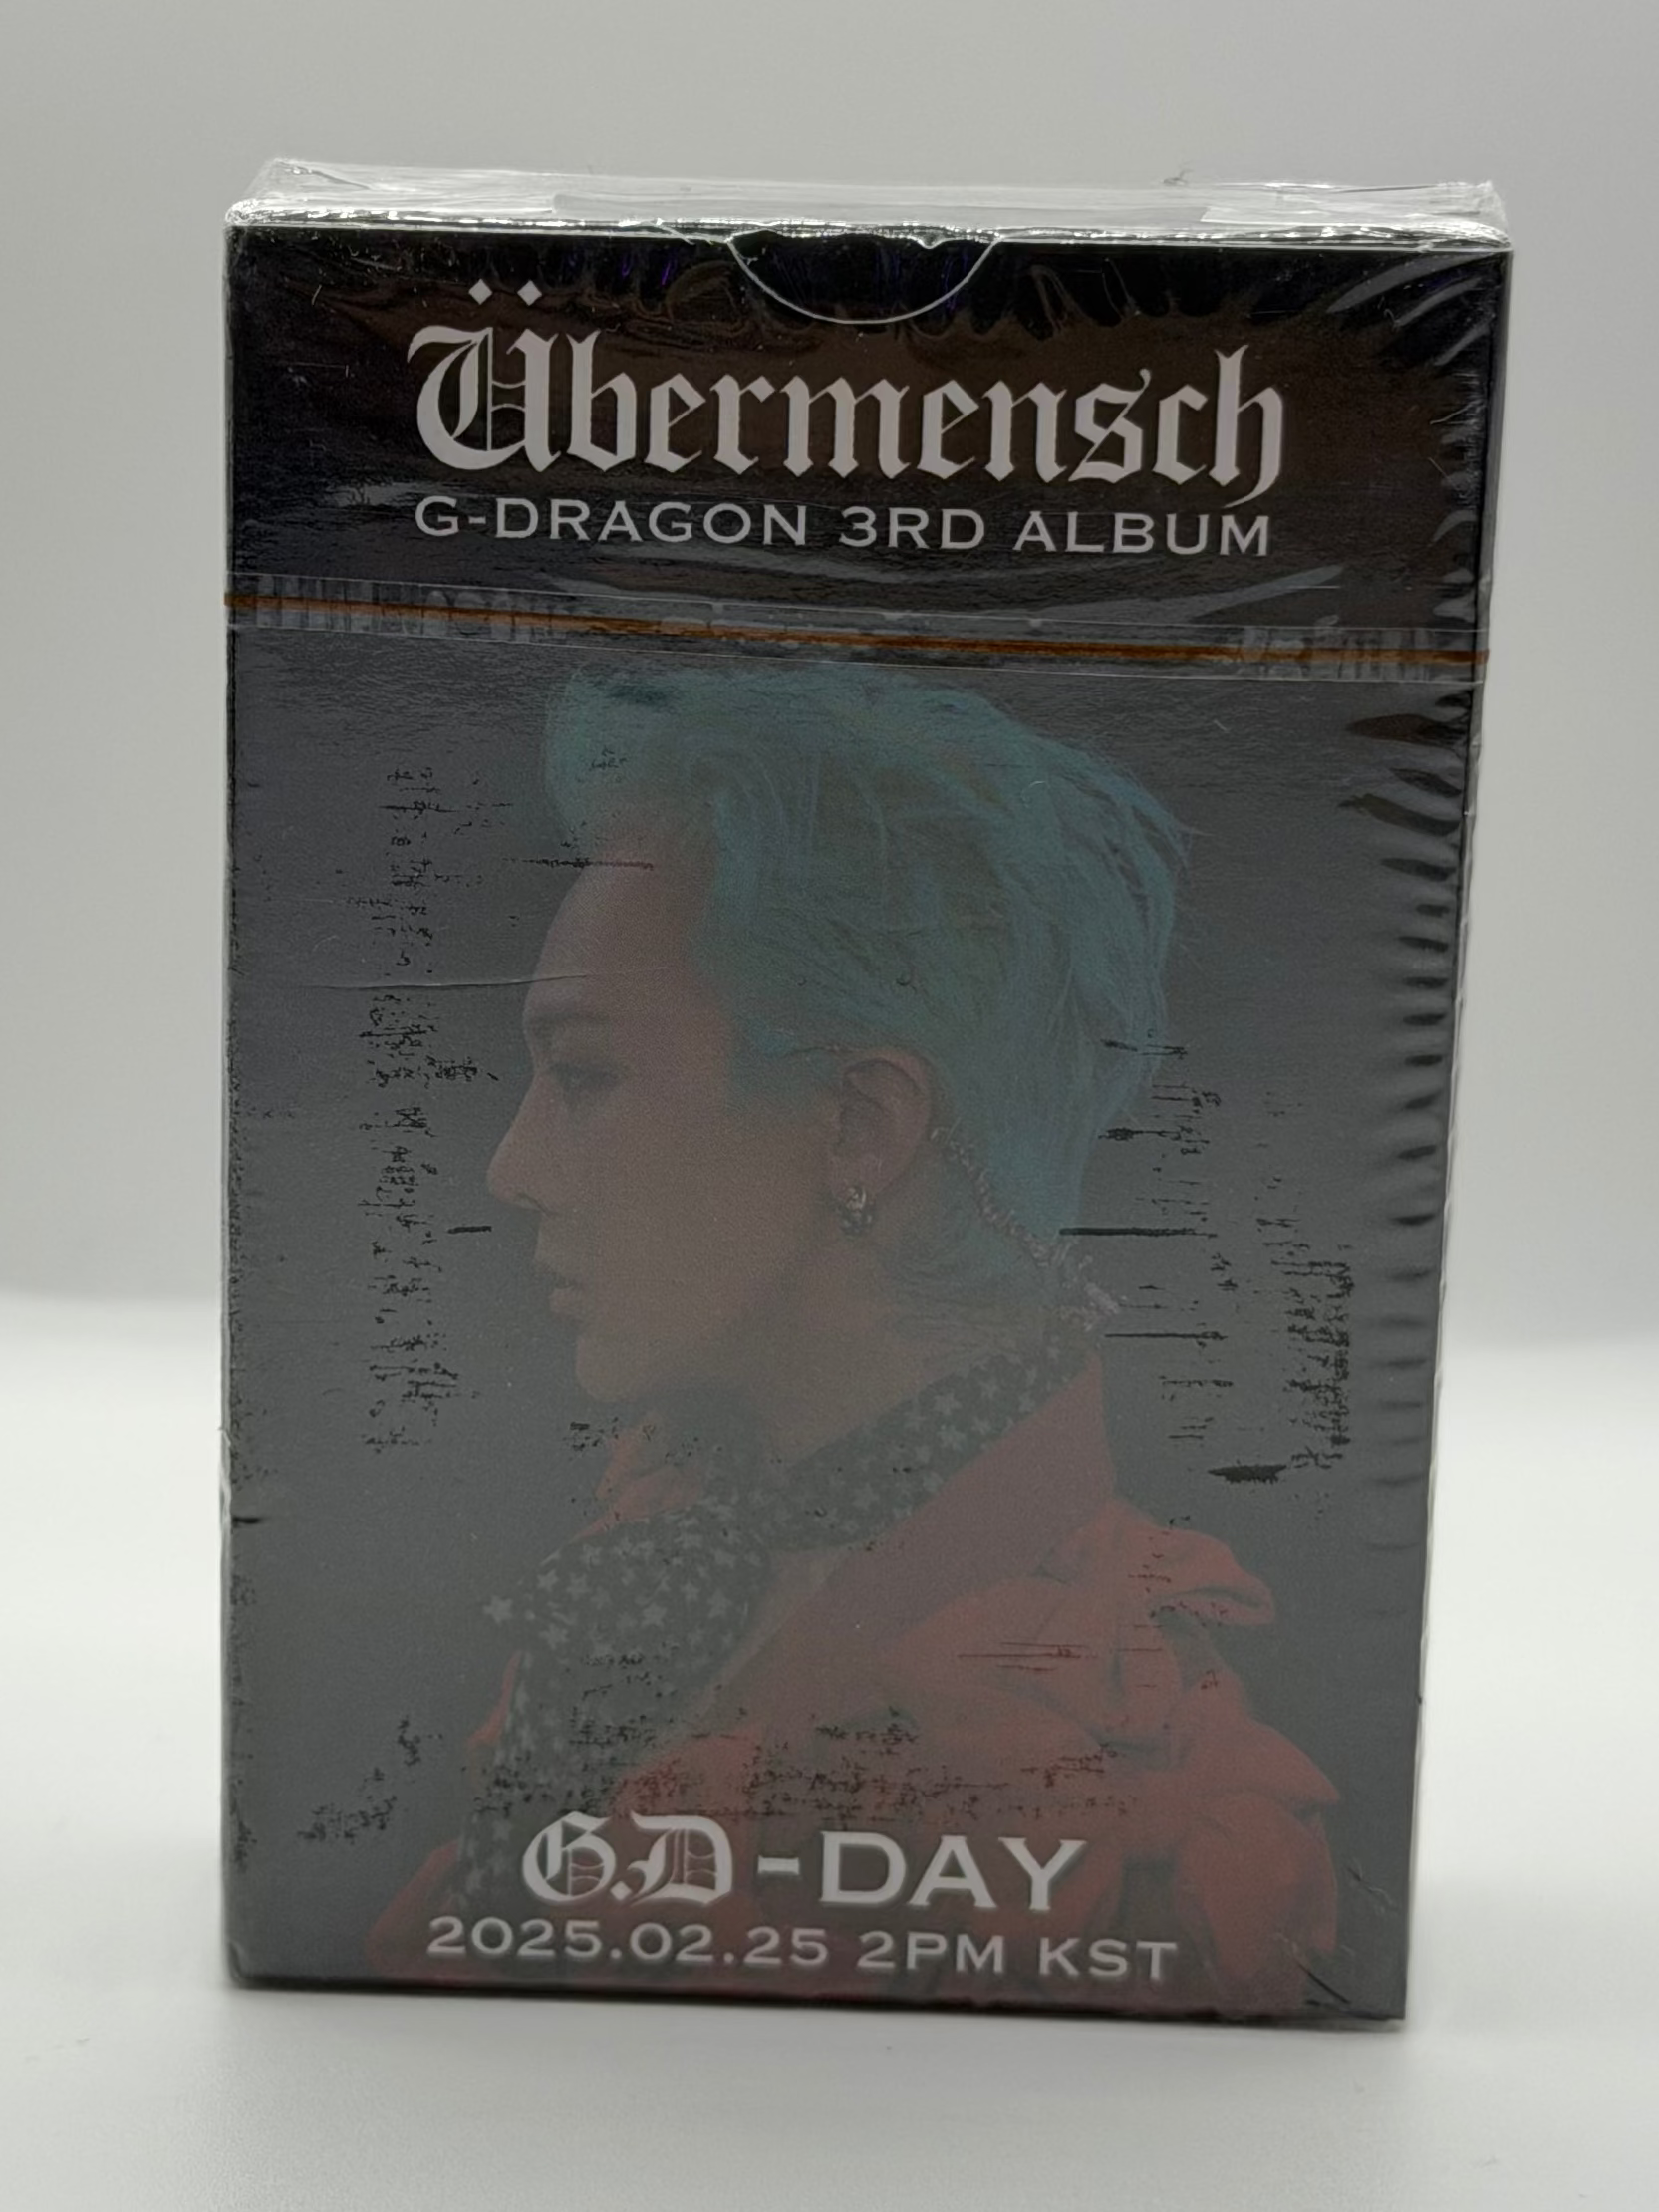 Übermensch
G-DRAGON 3RD ALBUM
G.D-DAY
2025.02.25 2PM KST